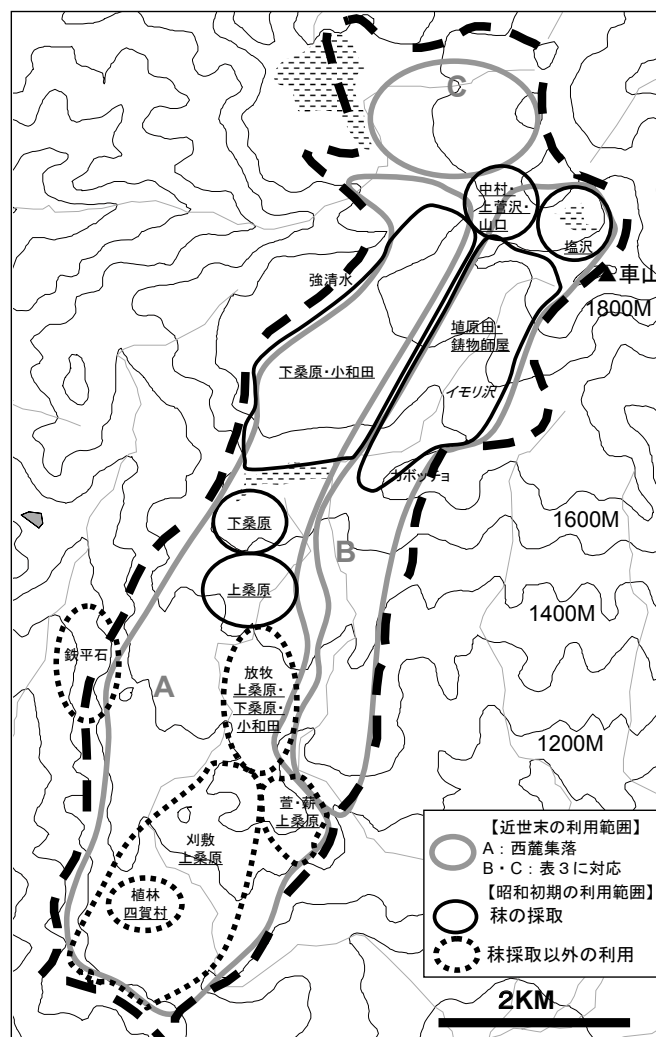 C
中村・
上菅沢・
山口
塩沢
▲車山
1800M
強清水
埴原田・
鋳物師屋
下桑原・小和田
イモリ沢
カボッチョ
下桑原
1600M
B
上桑原
1400M
鉄平石
A
放牧
上桑原・
下桑原・
小和田
1200M
萱・薪
上桑原
刈敷
上桑原
植林
四賀村
【近世末の利用範囲】
A：西麓集落
B・C：表3に対応
【昭和初期の利用範囲】
秣の採取
秣採取以外の利用
2KM